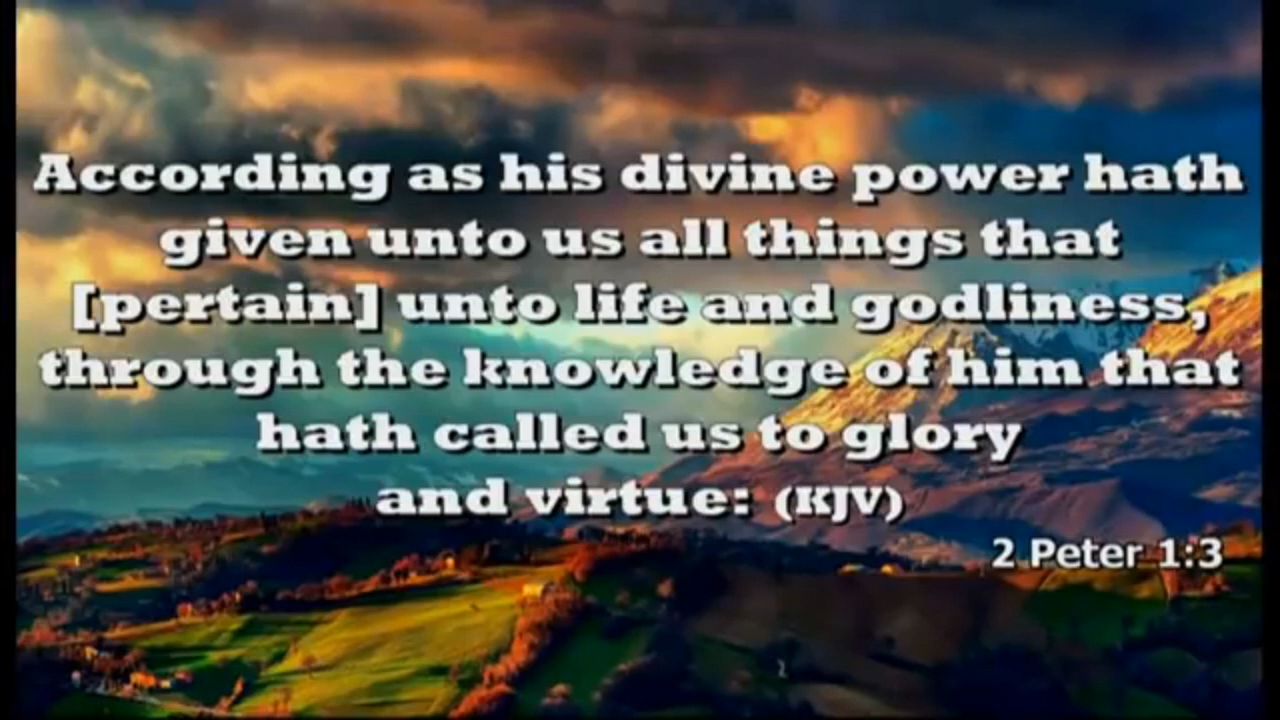 According as his divine power hath
given unto us all things that
[pertain] unto life and godliness,
through the knowledge of him that
hath called us to glory
and virtue: (KJV)
2 Peter 1:3